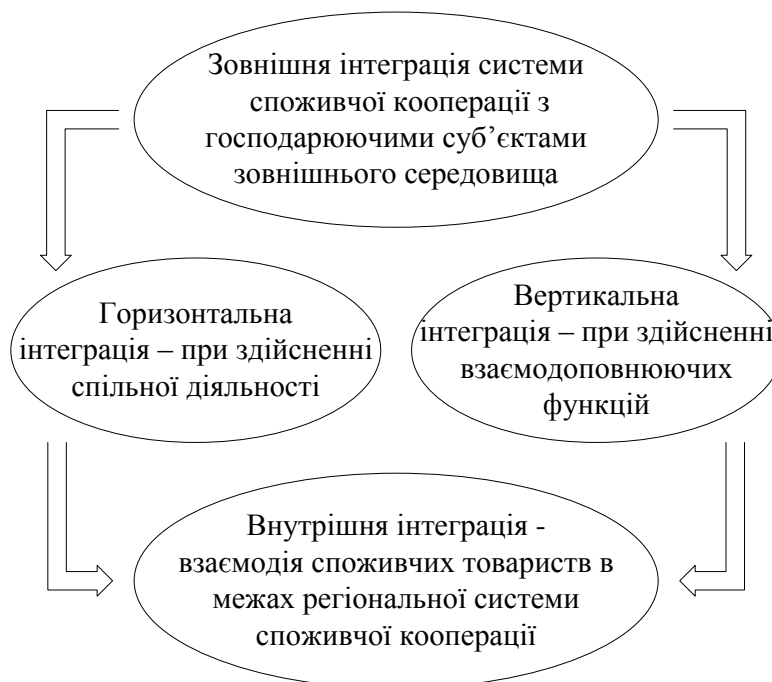 Зовнішня інтеграція системи
споживчої кооперації з
господарюючими суб’єктами
зовнішнього середовища
Горизонтальна
інтеграція – при здійсненні
спільної діяльності
Вертикальна
інтеграція – при здійсненні
взаємодоповнюючих
функцій
Внутрішня інтеграція -
взаємодія споживчих товариств в
межах регіональної системи
споживчої кооперації